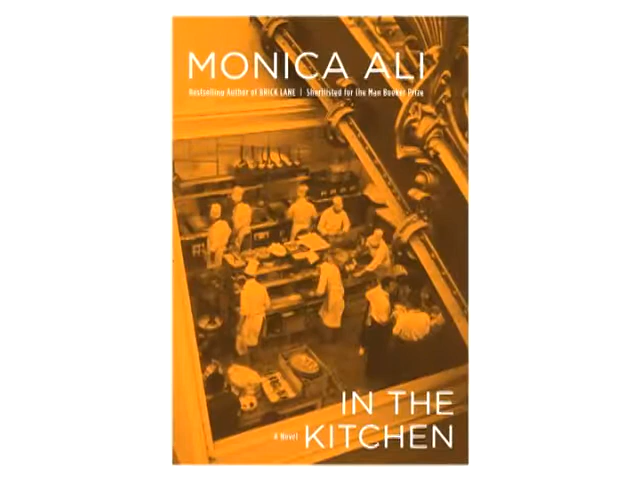 MONICA ALI
Bestselling Author of BRICK LANE | Shortlisted for the Man Booker Prize
IN THE
A Novel KITCHEN